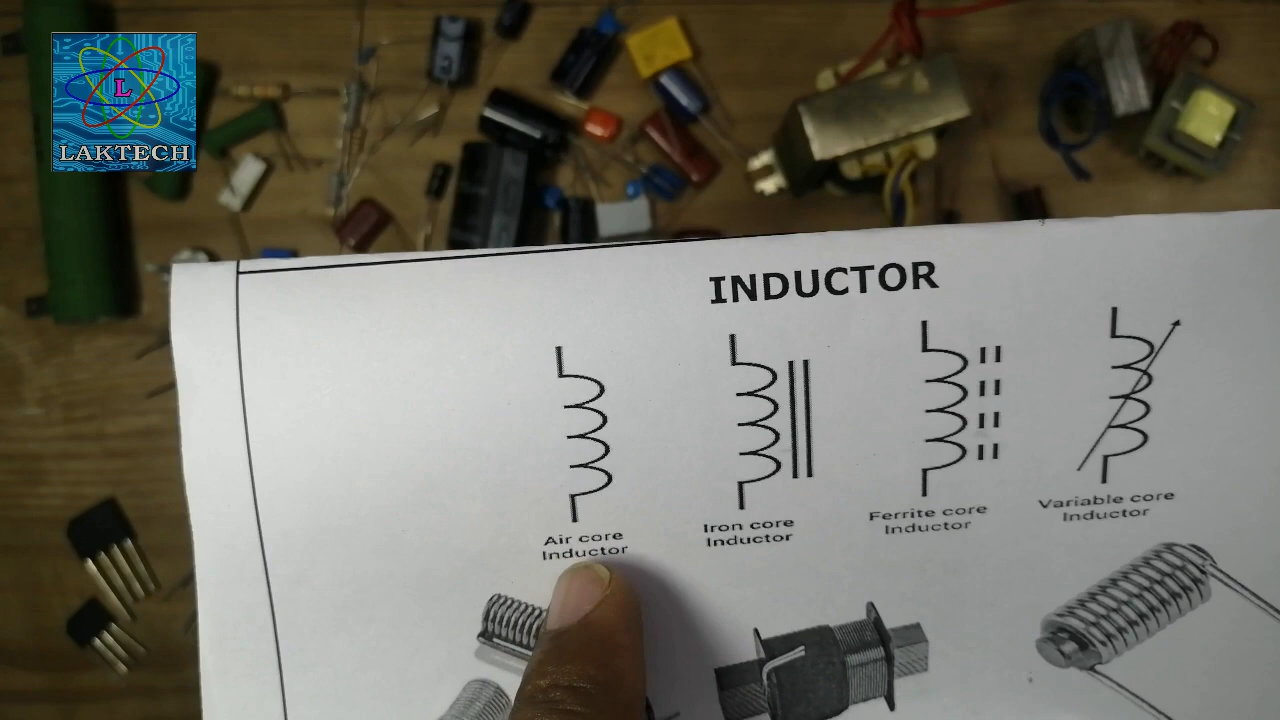 L
LAKTECH
INDUCTOR
Air core
Inductor
Iron core
Inductor
Ferrite core
Inductor
Variable core
Inductor